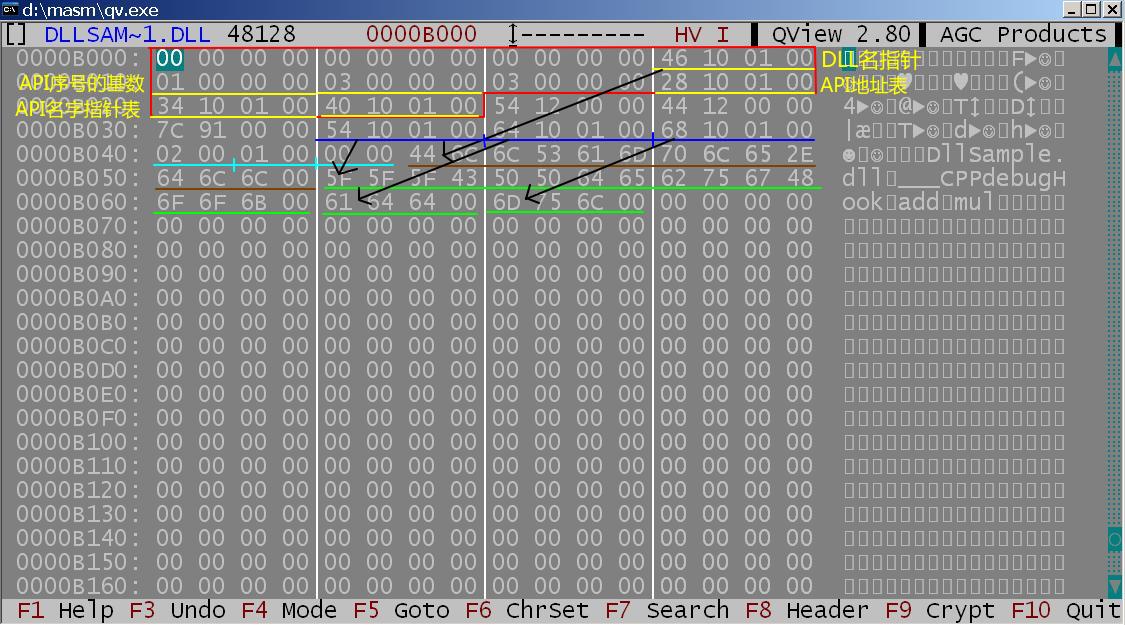 d:\masm\qv.exe
[] DLLSAM~1.DLL 48128 0000B000 ↕--------- HV I QView 2.80 AGC Products
0000B000: 00 00 00 00 00 00 00 00 00 00 00 00 46 10 01 00 F►☺
DLL名指针
0000B010: 01 00 00 00 03 00 00 00 03 00 00 00 28 10 01 00 ♥ ♥ (►☺
API序号的基数
API地址表
0000B020: 34 10 01 00 40 10 01 00 54 12 00 00 44 12 00 00 4►☺ @►☺ T↕ D↕
API名字指针表
0000B030: 7C 91 00 00 54 10 01 00 64 10 01 00 68 10 01 00 |æ T►☺ d►☺ h►☺
0000B040: 02 00 01 00 00 00 44 6C 6C 53 61 6D 70 6C 65 2E ☻ ☺ DllSample.
0000B050: 64 6C 6C 00 5F 5F 5F 43 50 50 64 65 62 75 67 48 dll ___CPPdebugH
0000B060: 6F 6F 6B 00 61 64 64 00 6D 75 6C 00 00 00 00 00 ook add mul
0000B070: 00 00 00 00 00 00 00 00 00 00 00 00 00 00 00 00
0000B080: 00 00 00 00 00 00 00 00 00 00 00 00 00 00 00 00
0000B090: 00 00 00 00 00 00 00 00 00 00 00 00 00 00 00 00
0000B0A0: 00 00 00 00 00 00 00 00 00 00 00 00 00 00 00 00
0000B0B0: 00 00 00 00 00 00 00 00 00 00 00 00 00 00 00 00
0000B0C0: 00 00 00 00 00 00 00 00 00 00 00 00 00 00 00 00
0000B0D0: 00 00 00 00 00 00 00 00 00 00 00 00 00 00 00 00
0000B0E0: 00 00 00 00 00 00 00 00 00 00 00 00 00 00 00 00
0000B0F0: 00 00 00 00 00 00 00 00 00 00 00 00 00 00 00 00
0000B100: 00 00 00 00 00 00 00 00 00 00 00 00 00 00 00 00
0000B110: 00 00 00 00 00 00 00 00 00 00 00 00 00 00 00 00
0000B120: 00 00 00 00 00 00 00 00 00 00 00 00 00 00 00 00
0000B130: 00 00 00 00 00 00 00 00 00 00 00 00 00 00 00 00
0000B140: 00 00 00 00 00 00 00 00 00 00 00 00 00 00 00 00
0000B150: 00 00 00 00 00 00 00 00 00 00 00 00 00 00 00 00
0000B160: 00 00 00 00 00 00 00 00 00 00 00 00 00 00 00 00
F1 Help F3 Undo F4 Mode F5 Goto F6 ChrSet F7 Search F8 Header F9 Crypt F10 Quit